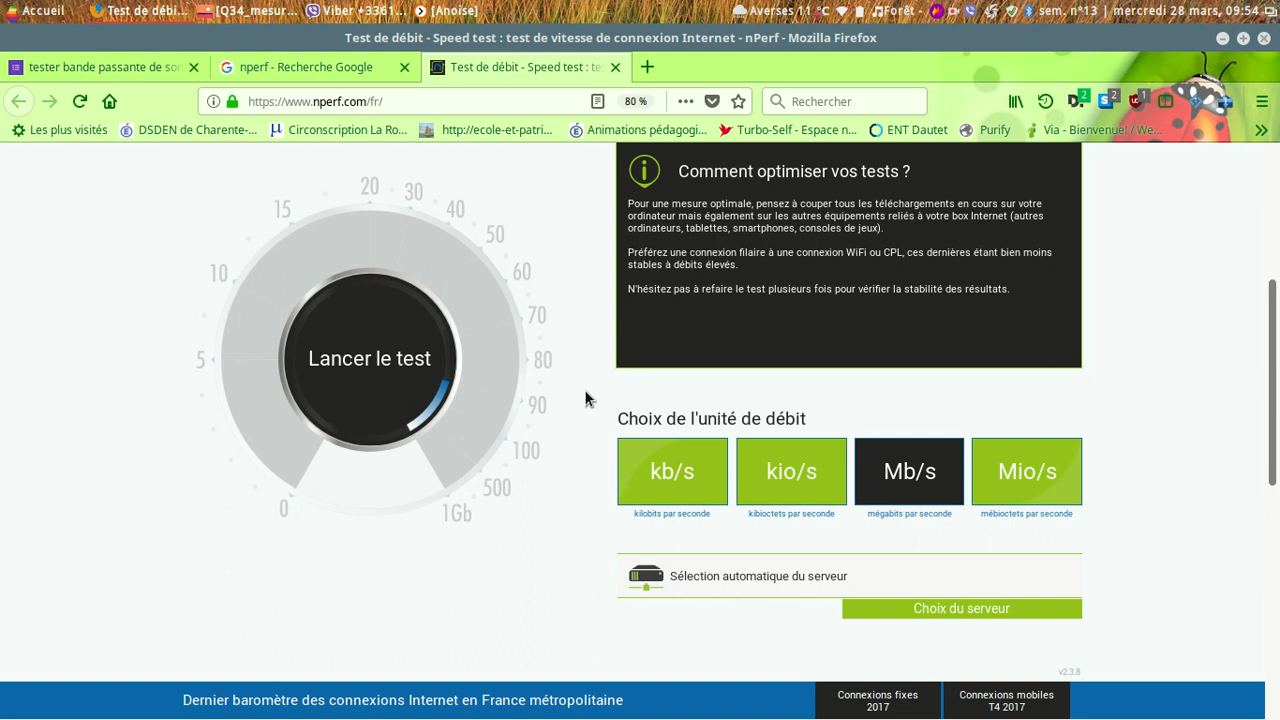 Accueil
Test de débi...
[Q34_mesur...
Viber +3361...
[Anoise]
Averses 11 °C
Forêt -
sem. n°13 | mercredi 28 mars, 09:54
Test de débit - Speed test : test de vitesse de connexion Internet - nPerf - Mozilla Firefox
tester bande passante de son
nperf - Recherche Google
Test de débit - Speed test : te
https://www.nperf.com/fr/
80 %
Rechercher
2
2
1
Les plus visités
DSDEN de Charente-...
Circonscription La Ro...
http://ecole-et-patri...
Animations pédagogi...
Turbo-Self - Espace n...
ENT Dautet
Purify
Via - Bienvenue! / We...
0
5
10
15
20
30
40
50
60
70
80
90
100
500
1Gb
Lancer le test
Comment optimiser vos tests ?
Pour une mesure optimale, pensez à couper tous les téléchargements en cours sur votre
ordinateur mais également sur les autres équipements reliés à votre box Internet (autres
ordinateurs, tablettes, smartphones, consoles de jeux).
Préférez une connexion filaire à une connexion WiFi ou CPL, ces dernières étant bien moins
stables à débits élevés.
N'hésitez pas à refaire le test plusieurs fois pour vérifier la stabilité des résultats.
Choix de l'unité de débit
kb/s
kio/s
Mb/s
Mio/s
kilobits par seconde
kibioctets par seconde
mégabits par seconde
mébioctets par seconde
Sélection automatique du serveur
Choix du serveur
v2.3.8
Dernier baromètre des connexions Internet en France métropolitaine
Connexions fixes
2017
Connexions mobiles
T4 2017